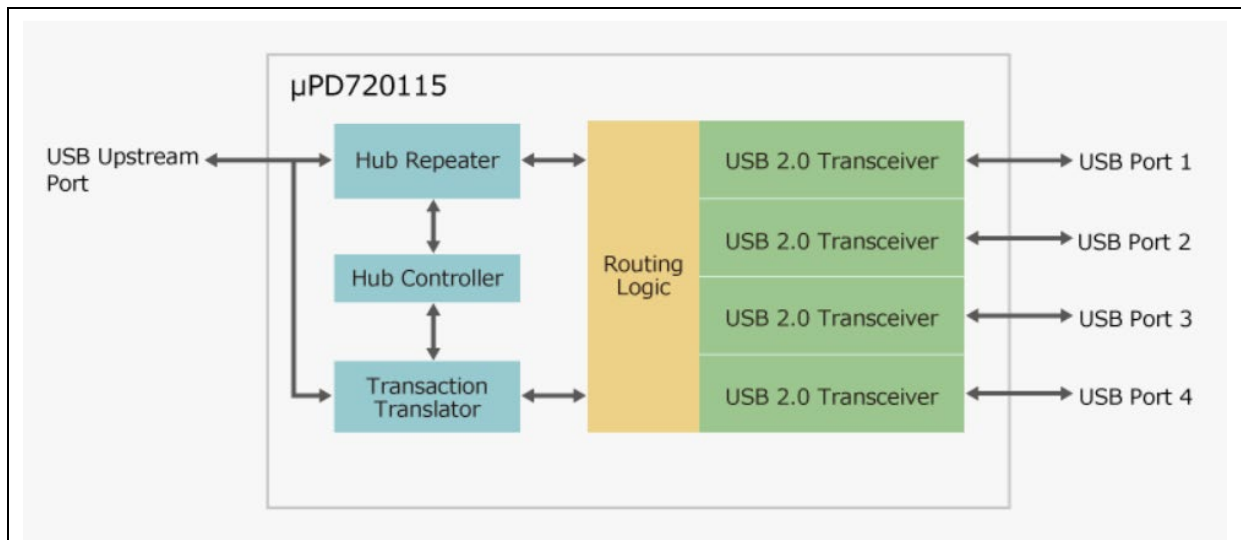 µPD720115
USB Upstream
Port
Hub Repeater
Hub Controller
Transaction
Translator
Routing
Logic
USB 2.0 Transceiver
USB 2.0 Transceiver
USB 2.0 Transceiver
USB 2.0 Transceiver
USB Port 1
USB Port 2
USB Port 3
USB Port 4